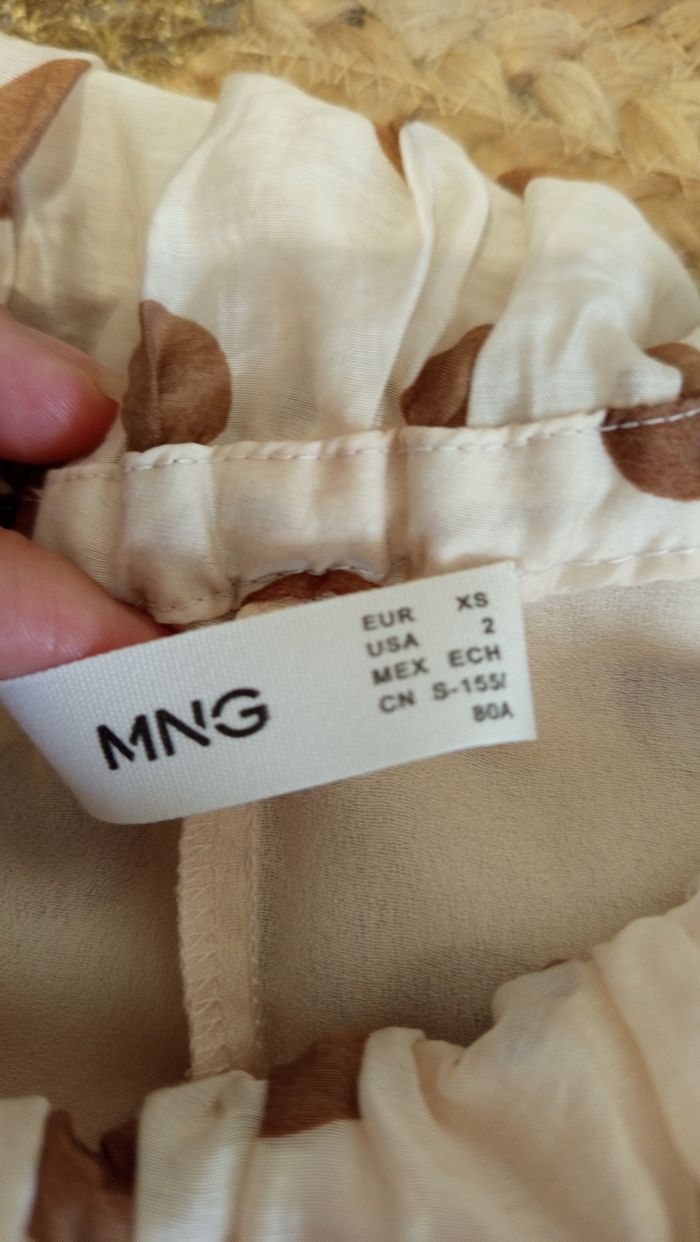 MNG
EUR XS
USA 2
MEX ECH
CN S-155/
80A